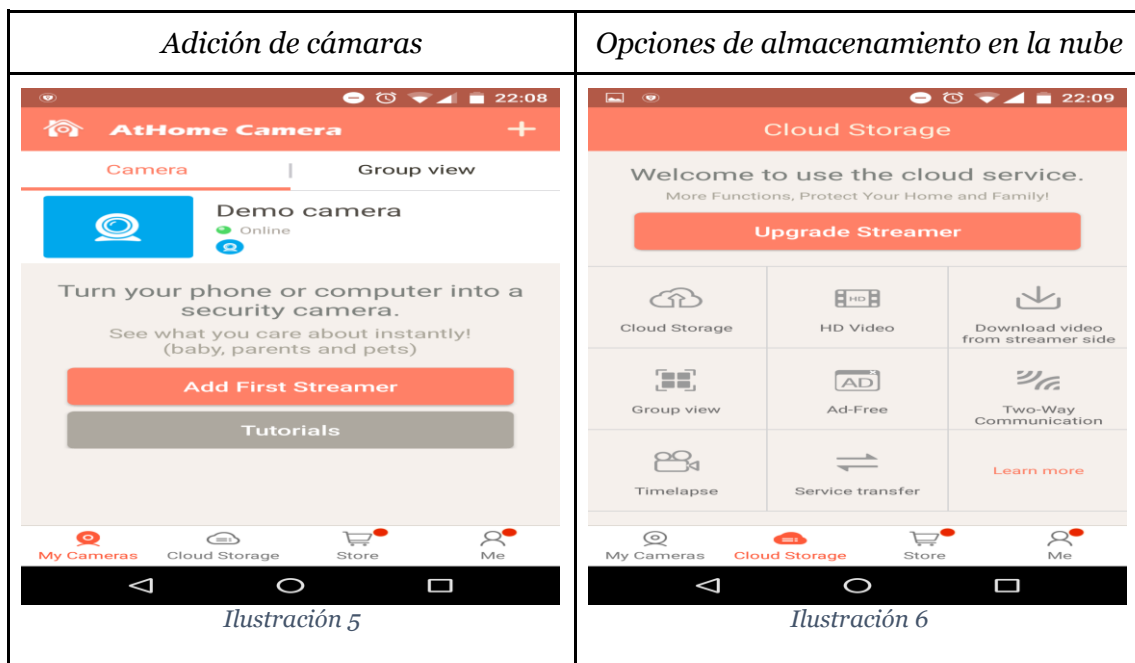 Adición de cámaras
Opciones de almacenamiento en la nube
22:08
AtHome Camera
Camera
Group view
Demo camera
Online
Turn your phone or computer into a
security camera.
See what you care about instantly!
(baby, parents and pets)
Add First Streamer
Tutorials
My Cameras
Cloud Storage
Store
Me
Ilustración 5
22:09
Cloud Storage
Welcome to use the cloud service.
More Functions, Protect Your Home and Family!
Upgrade Streamer
Cloud Storage
HD
HD Video
Download video
from streamer side
Group view
AD
Ad-Free
Two-Way
Communication
Timelapse
Service transfer
Learn more
My Cameras
Cloud Storage
Store
Me
Ilustración 6